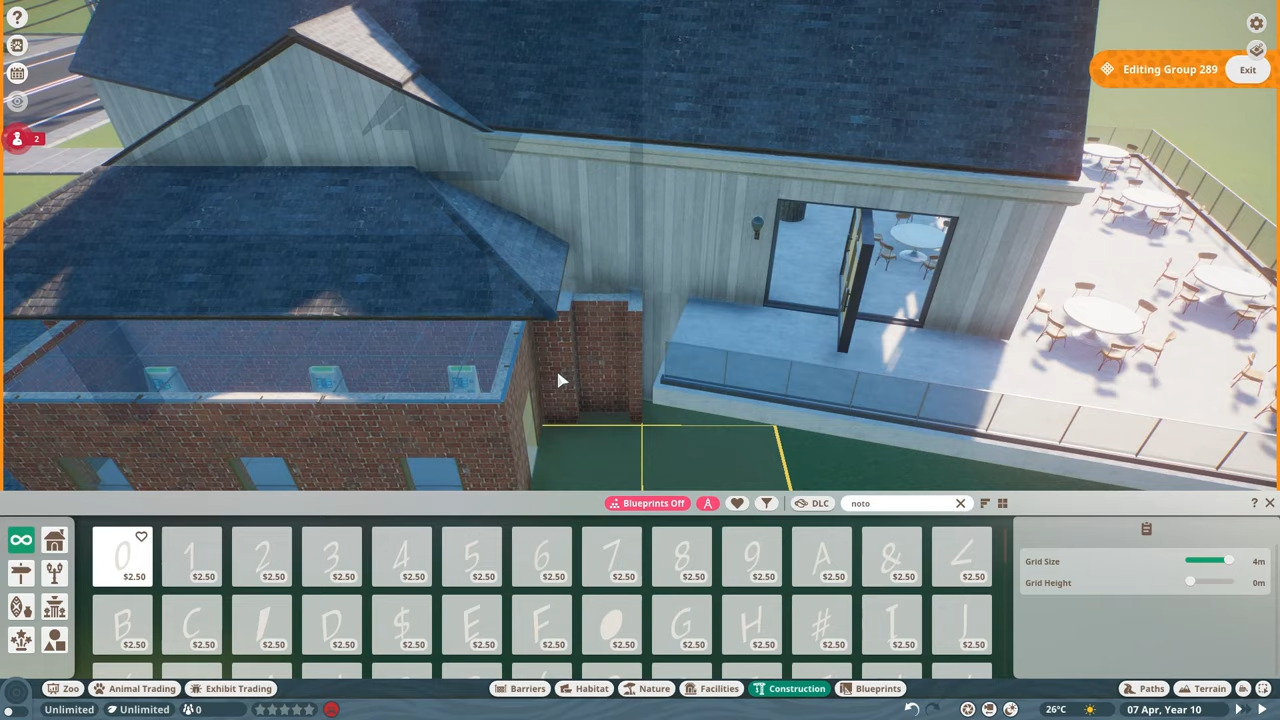 ?
Editing Group 289
Exit
2
Blueprints Off
DLC
noto
?
0 $2.50
1 $2.50
2 $2.50
3 $2.50
4 $2.50
5 $2.50
6 $2.50
7 $2.50
8 $2.50
9 $2.50
A $2.50
& $2.50
$2.50
B $2.50
C $2.50
$2.50
D $2.50
$ $2.50
E $2.50
F $2.50
$2.50
G $2.50
H $2.50
# $2.50
I $2.50
J $2.50
Grid Size 4m
Grid Height 0m
Zoo
Animal Trading
Exhibit Trading
Barriers
Habitat
Nature
Facilities
Construction
Blueprints
Paths
Terrain
Unlimited
Unlimited
0
26°C
07 Apr, Year 10